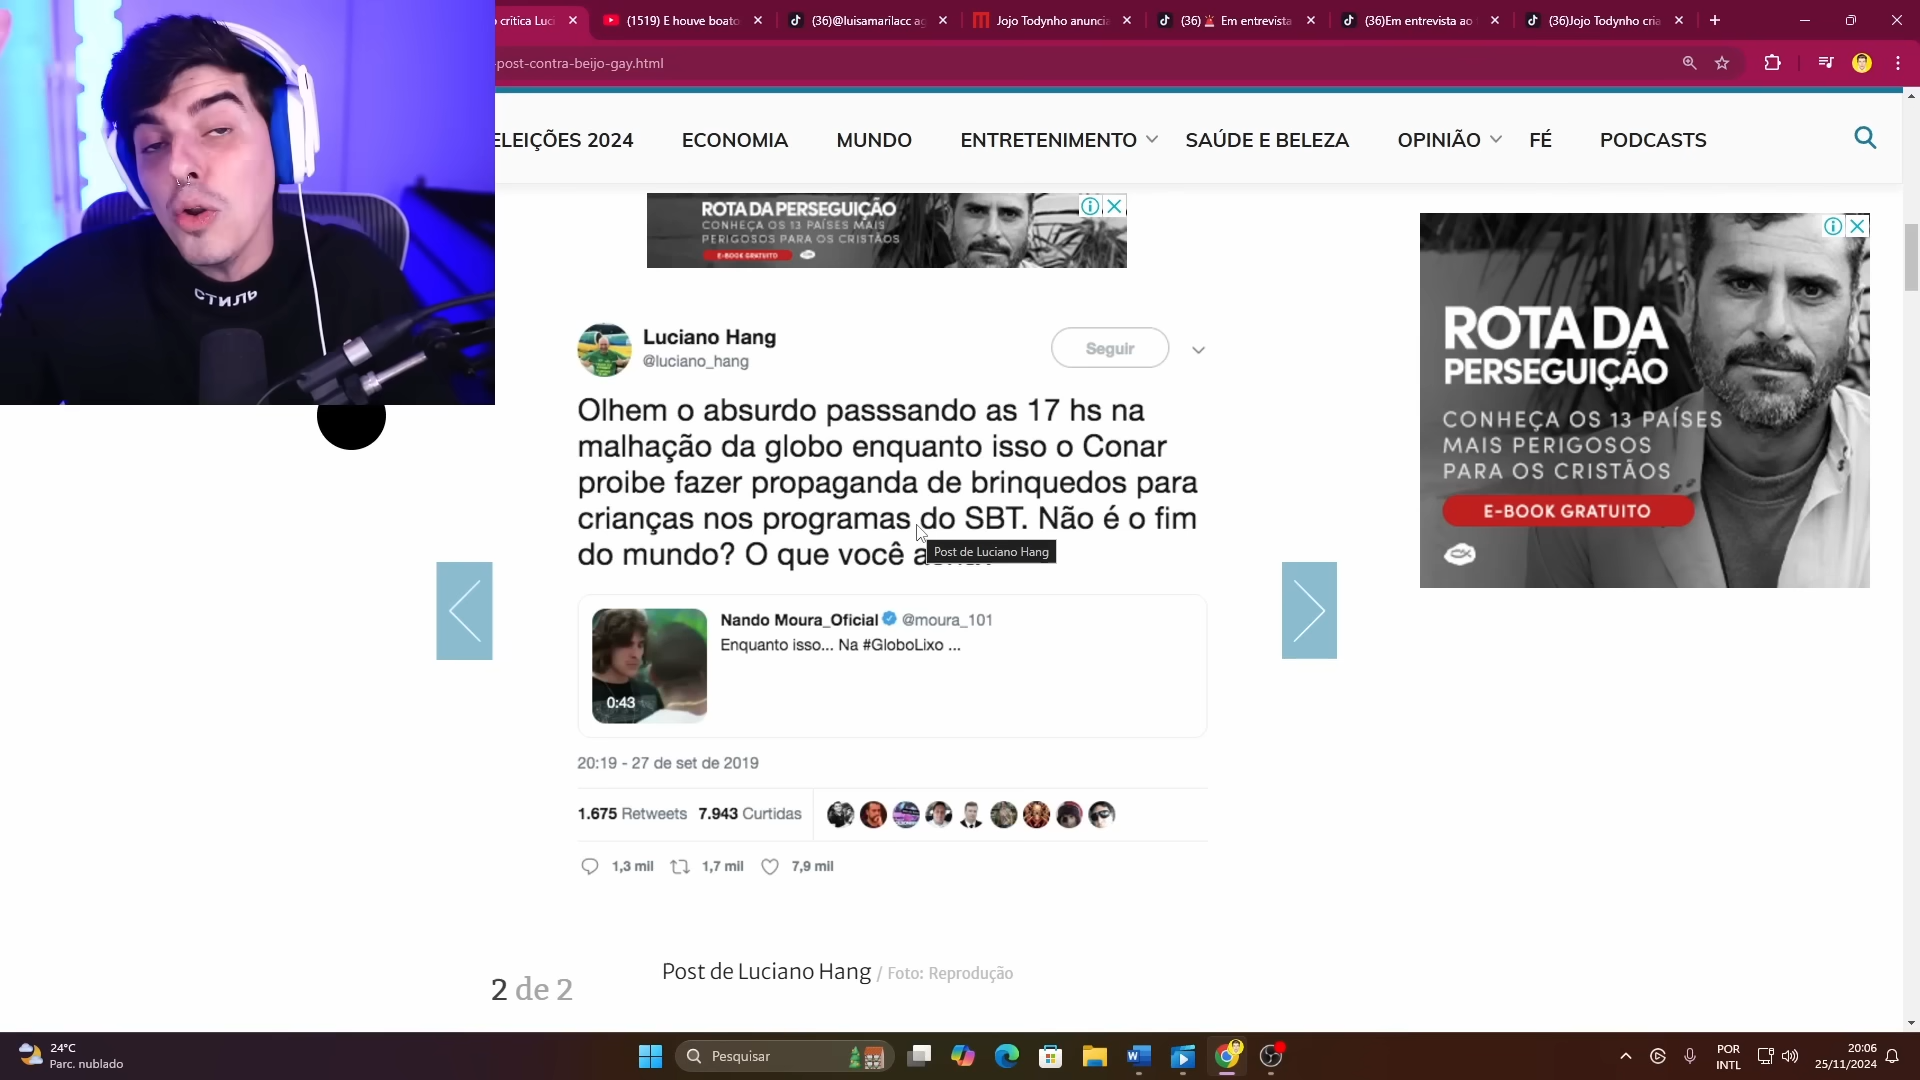 o critica Luci
(1519) E houve boato
(36)@luisamarilacc ag
Jojo Todynho anuncia
(36) 🚨 Em entrevista
(36)Em entrevista ao
(36)Jojo Todynho cria
-post-contra-beijo-gay.html
ELEIÇÕES 2024
ECONOMIA
MUNDO
ENTRETENIMENTO
SAÚDE E BELEZA
OPINIÃO
FÉ
PODCASTS
ROTA DA PERSEGUIÇÃO
CONHEÇA OS 13 PAÍSES MAIS
PERIGOSOS PARA OS CRISTÃOS
E-BOOK GRATUITO
ROTA DA
PERSEGUIÇÃO
CONHEÇA OS 13 PAÍSES
MAIS PERIGOSOS
PARA OS CRISTÃOS
E-BOOK GRATUITO
СТИЛЬ
Luciano Hang
@luciano_hang
Seguir
Olhem o absurdo passsando as 17 hs na
malhação da globo enquanto isso o Conar
proibe fazer propaganda de brinquedos para
crianças nos programas do SBT. Não é o fim
do mundo? O que você
Post de Luciano Hang
Nando Moura_Oficial @moura_101
Enquanto isso... Na #GloboLixo ...
0:43
20:19 - 27 de set de 2019
1.675 Retweets 7.943 Curtidas
1,3 mil 1,7 mil 7,9 mil
2 de 2
Post de Luciano Hang / Foto: Reprodução
24°C
Parc. nublado
Pesquisar
POR
INTL
20:06
25/11/2024